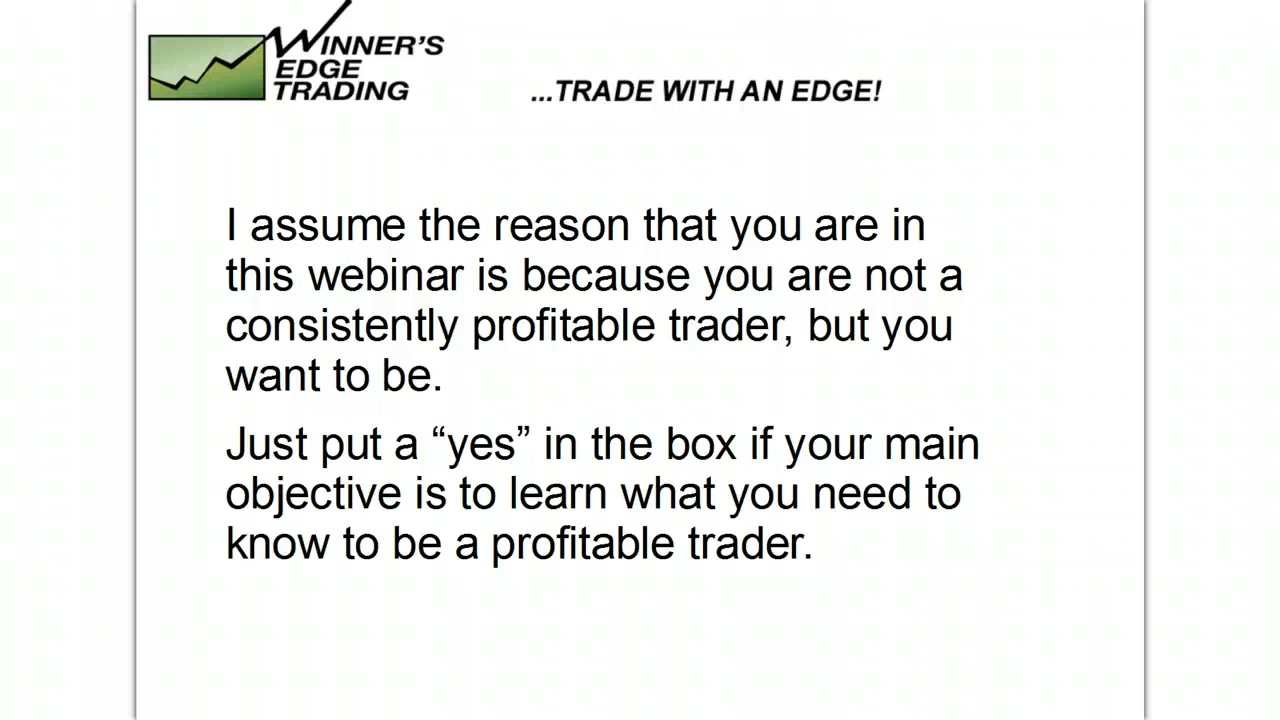 WINNER'S
EDGE
TRADING
...TRADE WITH AN EDGE!
I assume the reason that you are in
this webinar is because you are not a
consistently profitable trader, but you
want to be.
Just put a “yes” in the box if your main
objective is to learn what you need to
know to be a profitable trader.